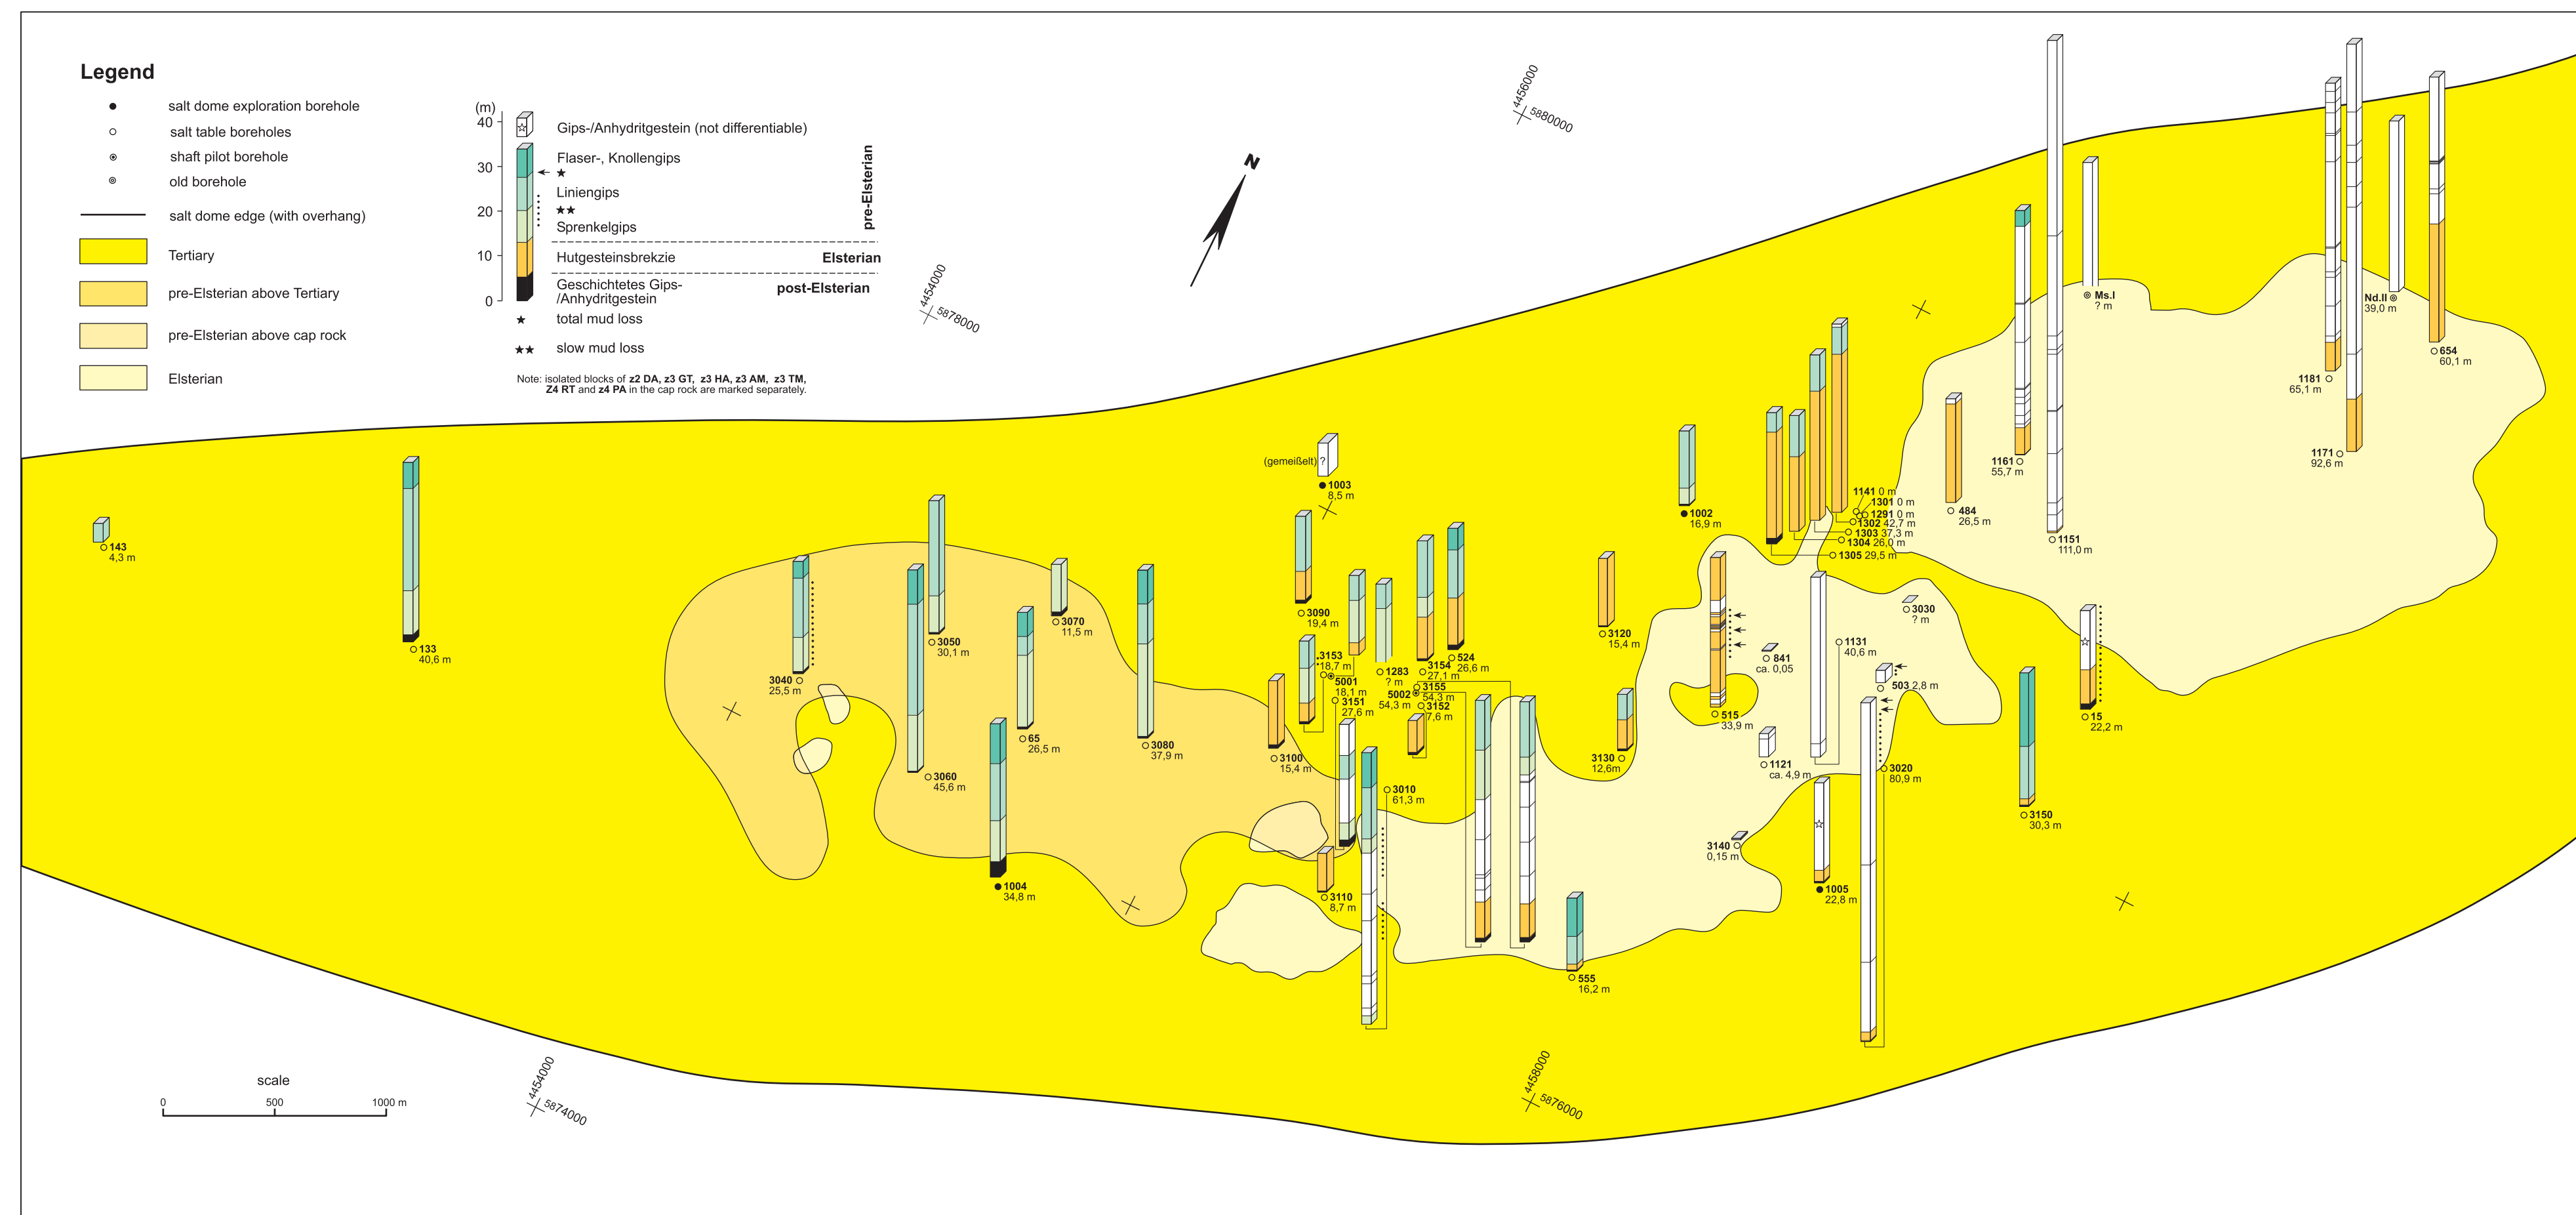 Legend
salt dome exploration borehole
salt table boreholes
shaft pilot borehole
old borehole
salt dome edge (with overhang)
Tertiary
pre-Elsterian above Tertiary
pre-Elsterian above cap rock
Elsterian
(m)
40
30
20
10
0
Gips-/Anhydritgestein (not differentiable)
Flaser-, Knollengips
Liniengips
Sprenkelgips
pre-Elsterian
Hutgesteinsbrekzie
Elsterian
Geschichtetes Gips-
/Anhydritgestein
post-Elsterian
★ total mud loss
★★ slow mud loss
Note: isolated blocks of z2 DA, z3 GT, z3 HA, z3 AM, z3 TM,
Z4 RT and z4 PA in the cap rock are marked separately.
4454000
5878000
N
4456000
5880000
143
4,3 m
133
40,6 m
3040
25,5 m
3050
30,1 m
3060
45,6 m
65
26,5 m
3070
11,5 m
1004
34,8 m
3080
37,9 m
(gemeißelt) ?
1003
8,5 m
3090
19,4 m
3100
15,4 m
3110
8,7 m
3153
18,7 m
5001
18,1 m
3151
27,6 m
1283
? m
3010
61,3 m
3154
27,1 m
524
26,6 m
3155
54,3 m
5002
54,3 m
3152
7,6 m
555
16,2 m
3120
15,4 m
3130
12,6m
1002
16,9 m
1141 0 m
1301 0 m
1291 0 m
1302 42,7 m
1303 37,3 m
1304 26,0 m
1305 29,5 m
515
33,9 m
841
ca. 0,05
1131
40,6 m
1121
ca. 4,9 m
3140
0,15 m
1005
22,8 m
3020
80,9 m
503 2,8 m
3030
? m
484
26,5 m
1161
55,7 m
1151
111,0 m
Ms.I
? m
15
22,2 m
3150
30,3 m
1181
65,1 m
1171
92,6 m
Nd.II
39,0 m
654
60,1 m
scale
0
500
1000 m
4454000
5874000
4458000
5876000